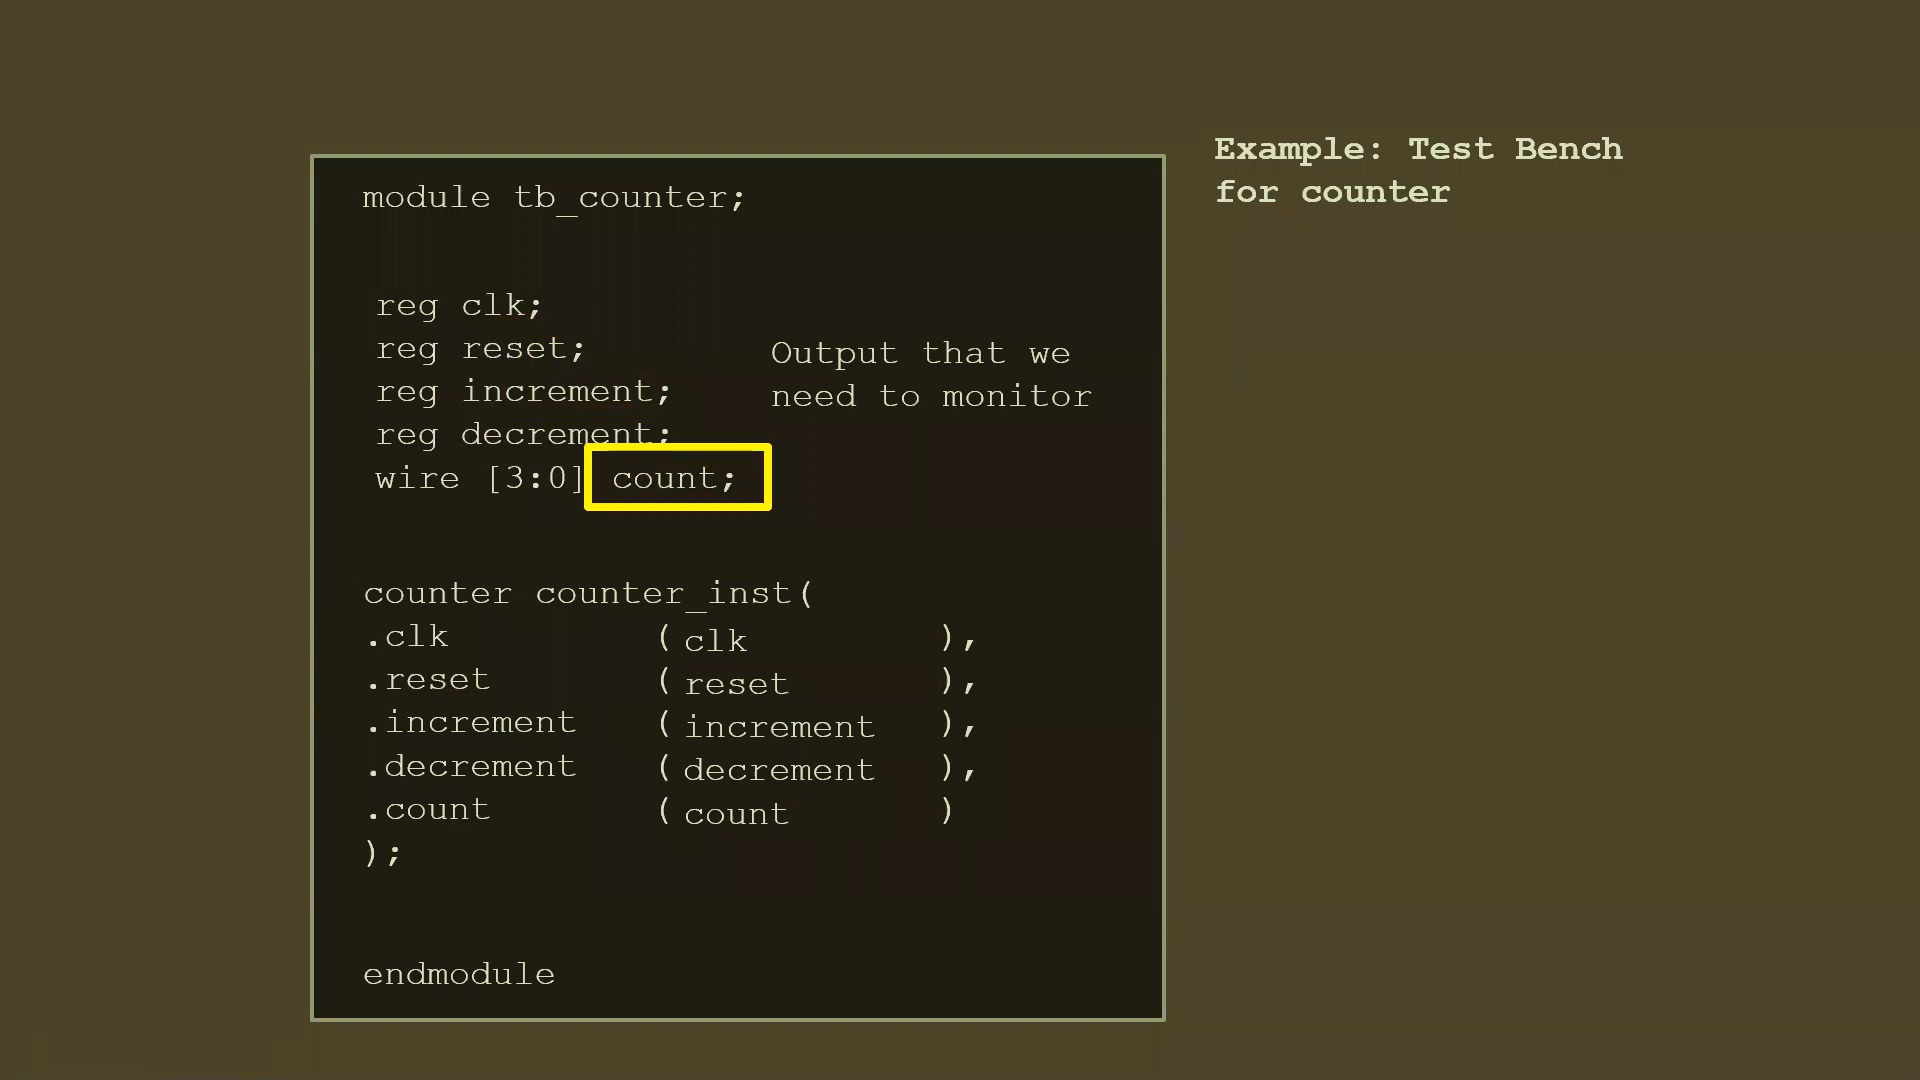 Example: Test Bench
for counter
module tb_counter;
reg clk;
reg reset;
reg increment;
reg decrement;
wire [3:0] count;
Output that we
need to monitor
counter counter_inst(
.clk ( clk ),
.reset ( reset ),
.increment ( increment ),
.decrement ( decrement ),
.count ( count )
);
endmodule